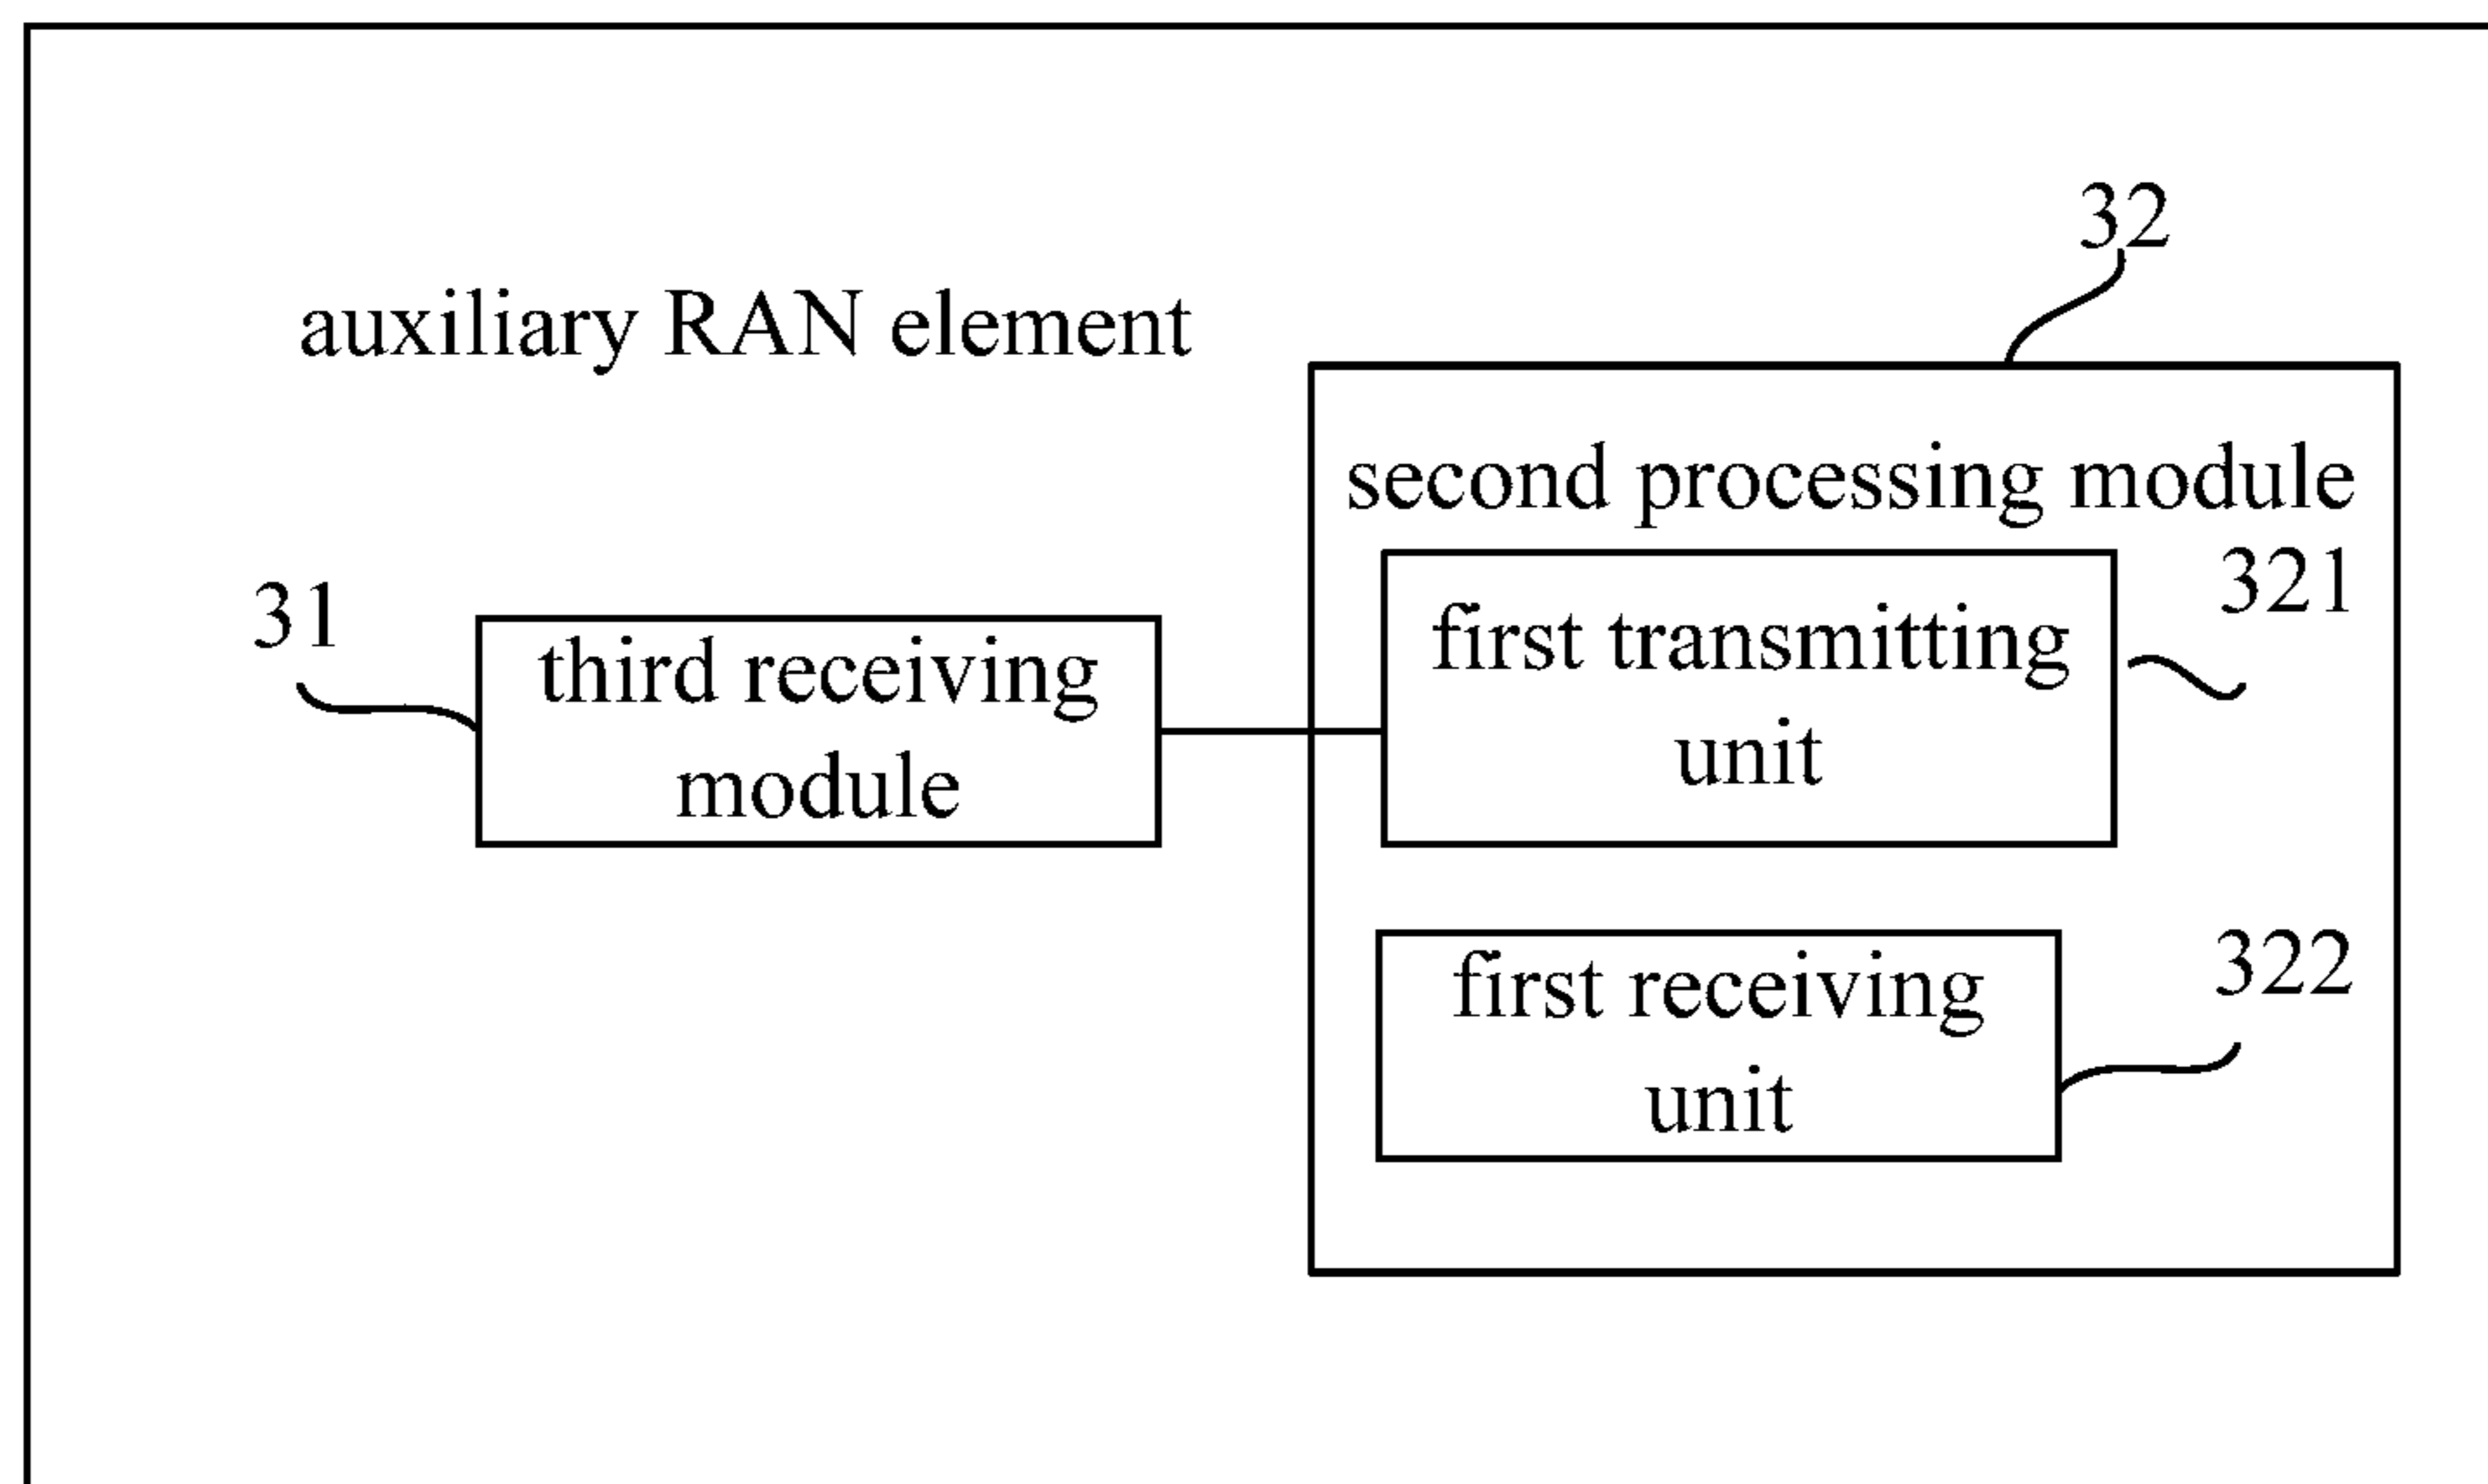 32
auxiliary RAN element
second processing module
321
31
first transmitting
unit
third receiving
module
322
first receiving
unit